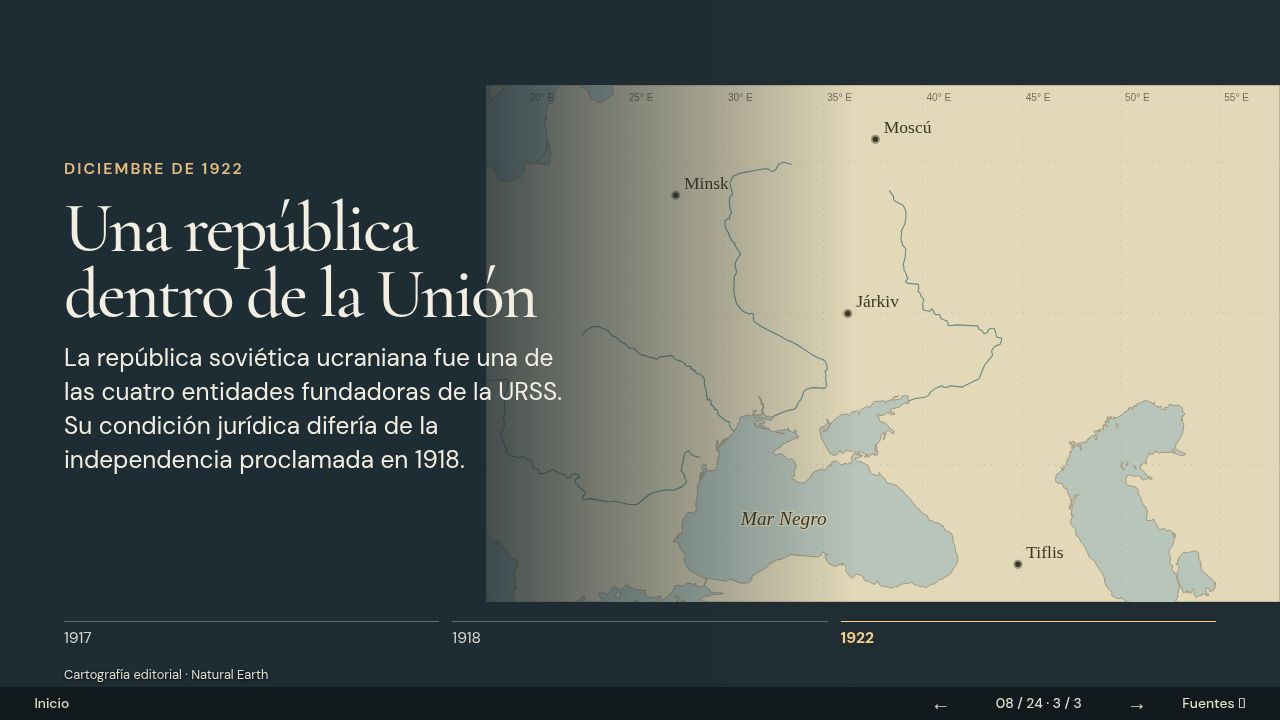 20° E 25° E 30° E 35° E 40° E 45° E 50° E 55° E
Moscú
DICIEMBRE DE 1922
Minsk
Una república
dentro de la Unión
Járkiv
La república soviética ucraniana fue una de
las cuatro entidades fundadoras de la URSS.
Su condición jurídica difería de la
independencia proclamada en 1918.
Mar Negro
Tiflis
1917 1918 1922
Cartografía editorial · Natural Earth
Inicio ← 08 / 24 · 3 / 3 → Fuentes